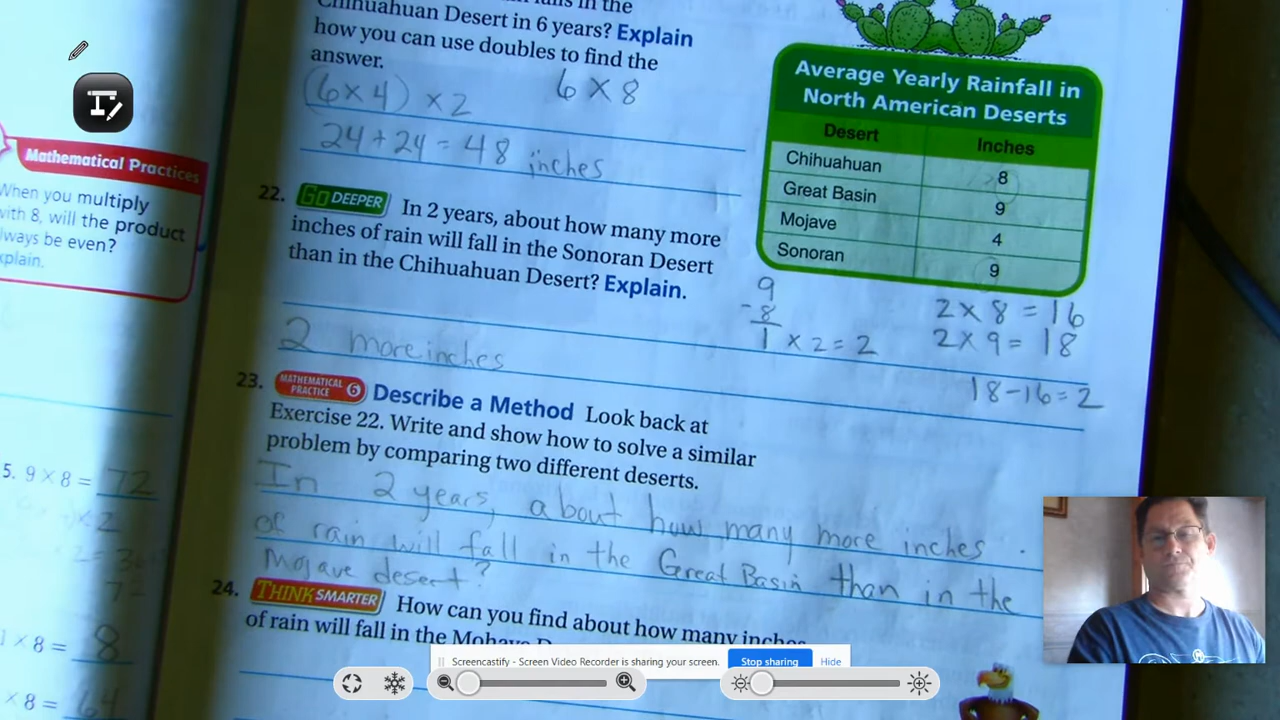 Chihuahuan Desert in 6 years? Explain
how you can use doubles to find the
answer.
6 × 8
(6×4) ×2
24+24=48 inches
Average Yearly Rainfall in
North American Deserts
Desert Inches
Chihuahuan 8
Great Basin 9
Mojave 4
Sonoran 9
Mathematical Practices
When you multiply
with 8, will the product
always be even?
22. GO DEEPER In 2 years, about how many more
inches of rain will fall in the Sonoran Desert
than in the Chihuahuan Desert? Explain.
9
-8
1 × 2 = 2
2 × 8 = 16
2 × 9 = 18
18-16=2
2 more inches
23. MATHEMATICAL PRACTICE 6 Describe a Method Look back at
Exercise 22. Write and show how to solve a similar
problem by comparing two different deserts.
In 2 years, about how many more inches
of rain will fall in the Great Basin than in the
Mojave desert?
5. 9 × 8 = 72
× 8 = 8
× 8 = 64
24. THINK SMARTER How can you find about how many inches
of rain will fall in the
Screencastify - Screen Video Recorder is sharing your screen. Stop sharing Hide